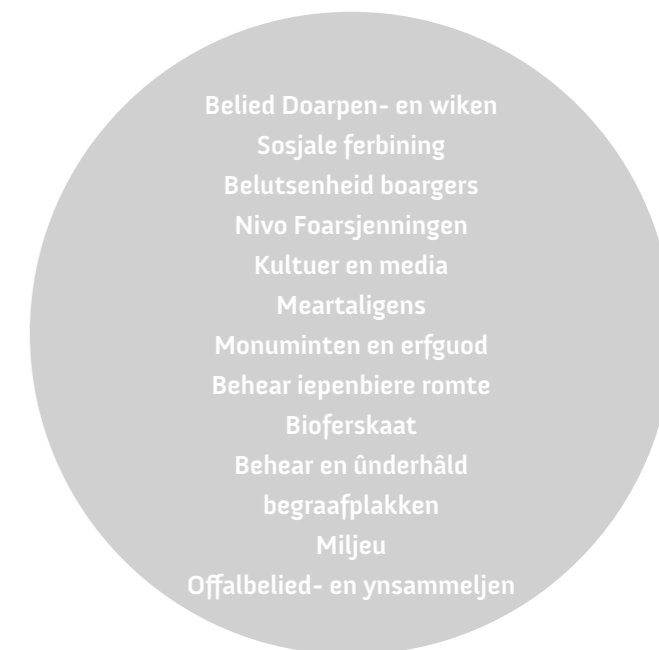 Belied Doarpen- en wiken
Sosjale ferbining
Belutsenheid boargers
Nivo Foarsjenningen
Kultuer en media
Meartaligens
Monuminten en erfguod
Behear iepenbiere romte
Bioferskaat
Behear en ûnderhâld
begraafplakken
Miljeu
Offalbelied- en ynsammeljen